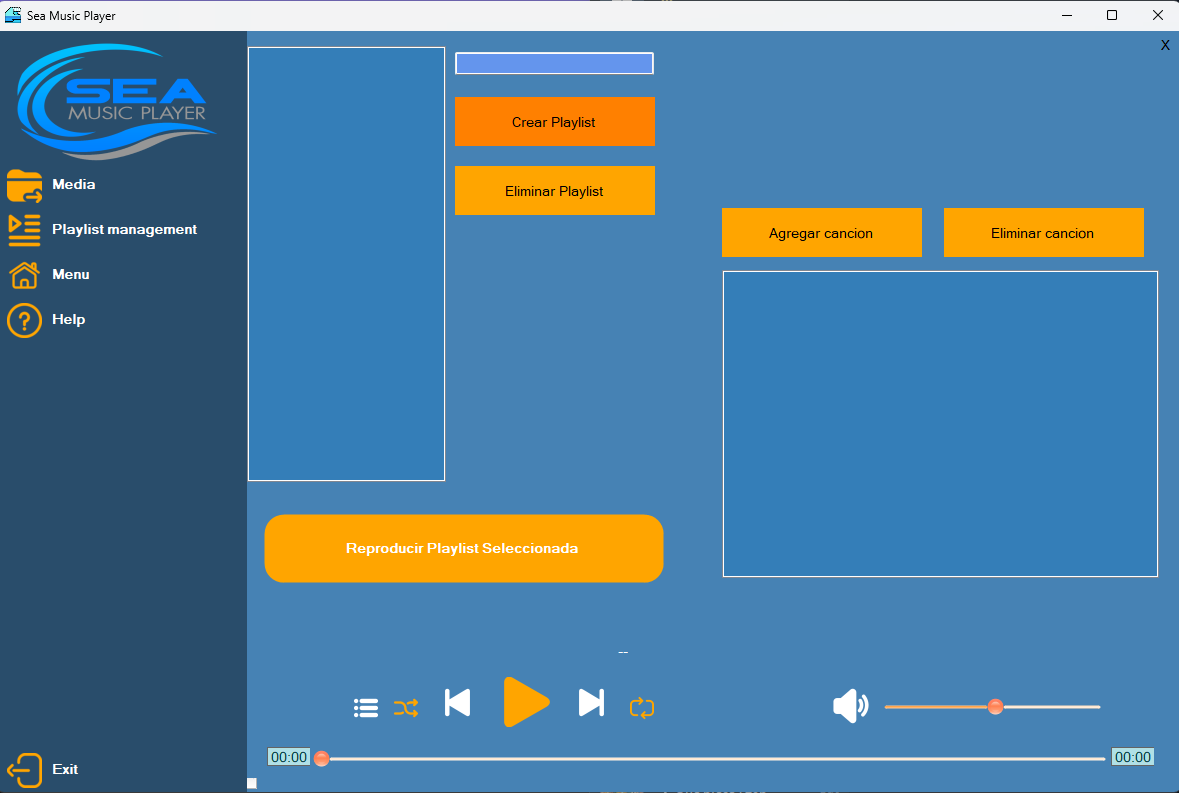 Sea Music Player
X
SEA
MUSIC PLAYER
Media
Playlist management
Menu
Help
Exit
Crear Playlist
Eliminar Playlist
Agregar cancion
Eliminar cancion
Reproducir Playlist Seleccionada
--
00:00
00:00